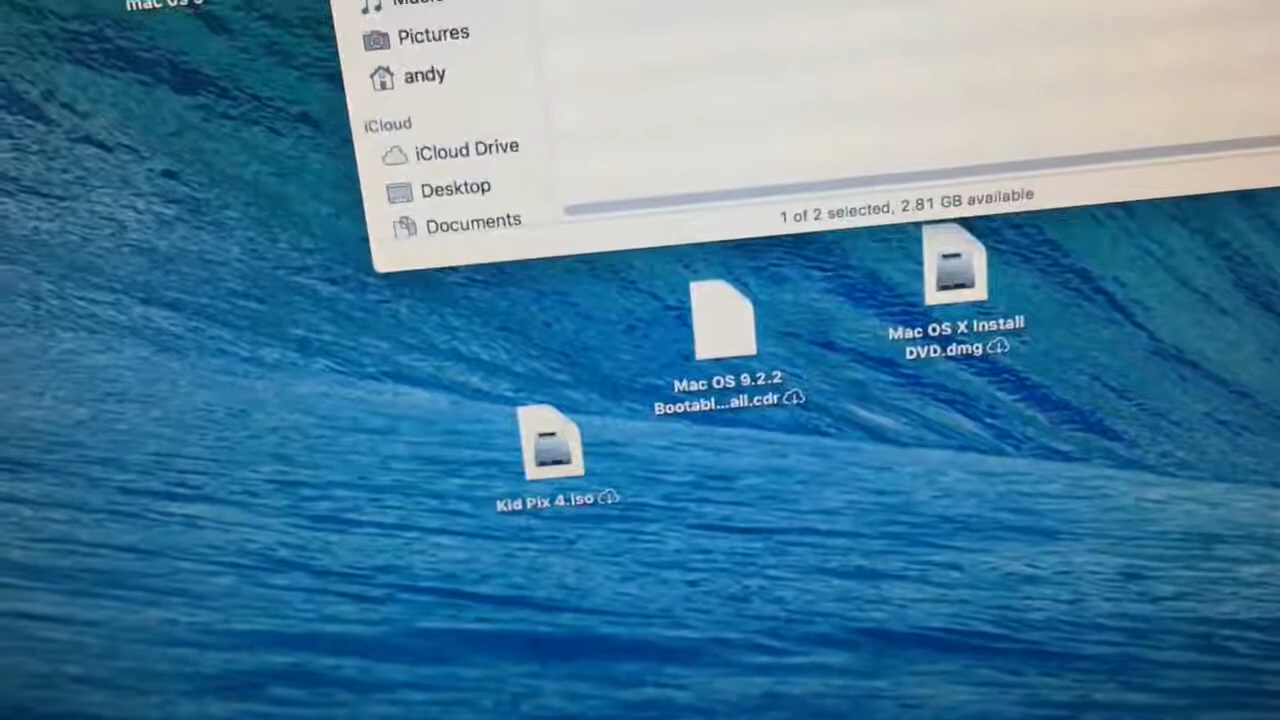 Pictures
andy
iCloud
iCloud Drive
Desktop
Documents
1 of 2 selected, 2.81 GB available
Mac OS X Install
DVD.dmg
Mac OS 9.2.2
Bootabl...all.cdr
Kid Pix 4.iso